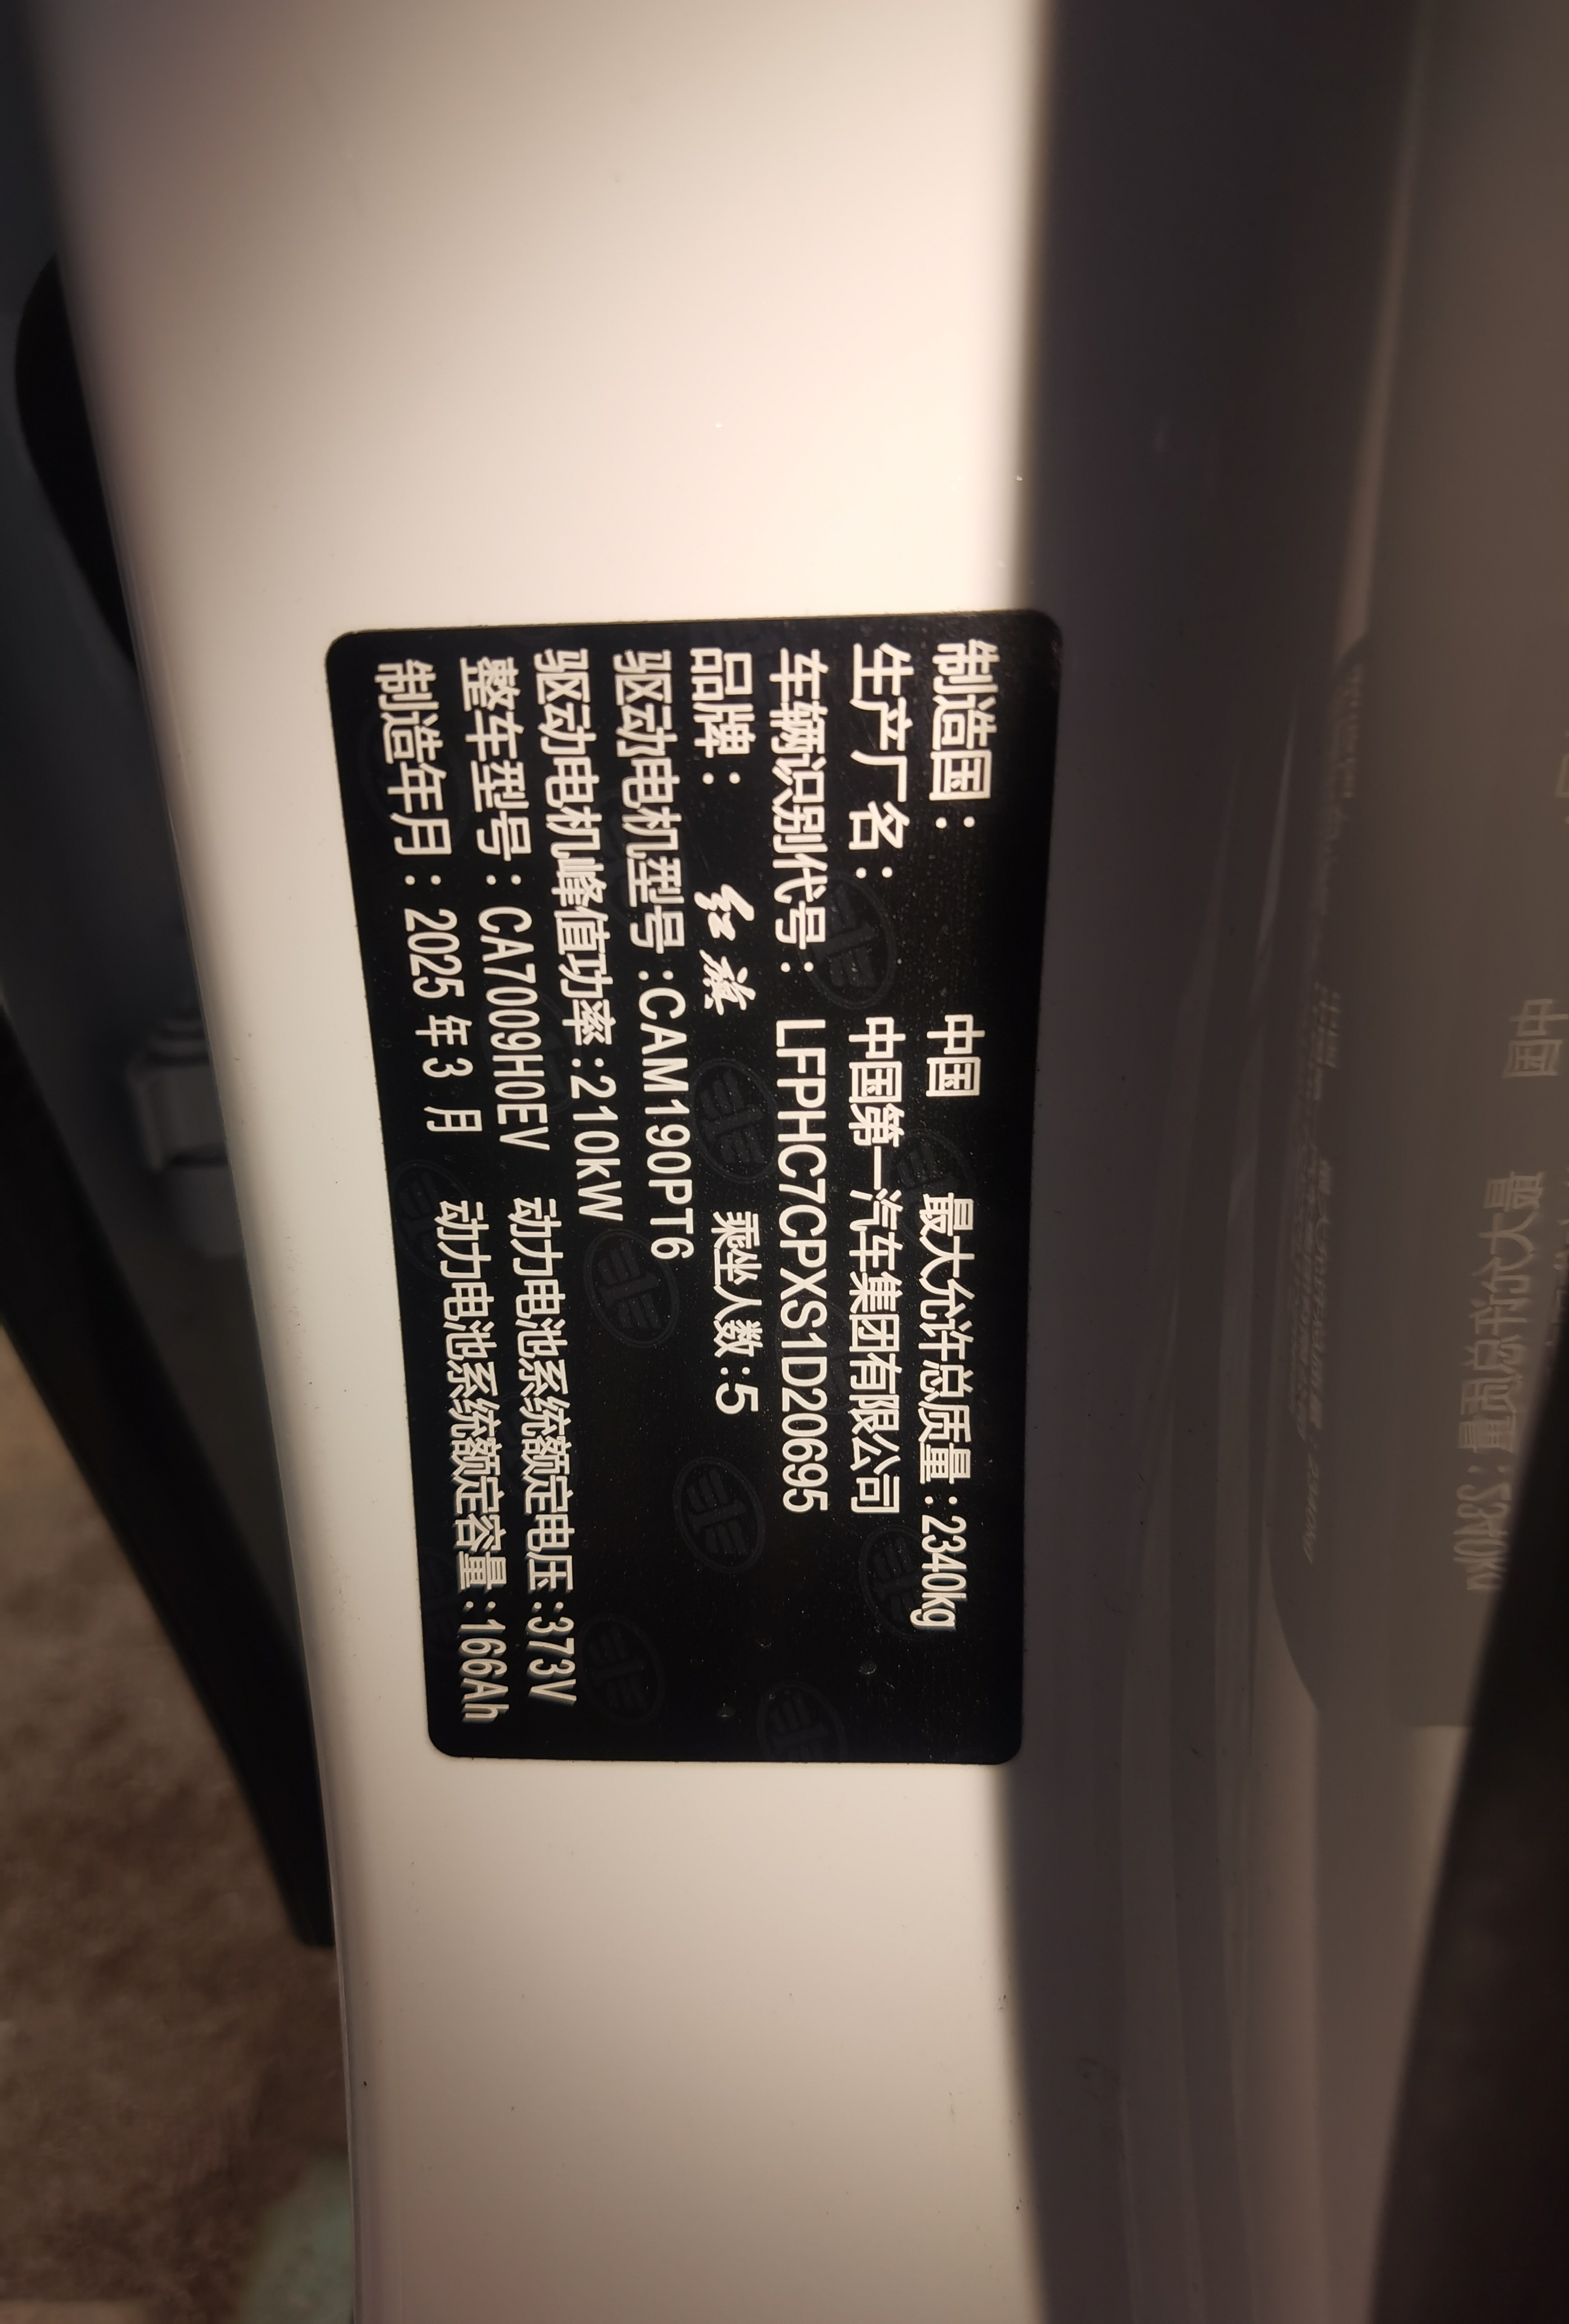 制造国： 中国 最大允许总质量：2340kg
生产厂名： 中国第一汽车集团有限公司
车辆识别代号： LFPHC7CPXS1D20695
品牌： 红旗 乘坐人数：5
驱动电机型号：CAM190PT6
驱动电机峰值功率：210kW
整车型号：CA7009H0EV 动力电池系统额定电压：373V
制造年月：2025 年 3 月 动力电池系统额定容量：166Ah